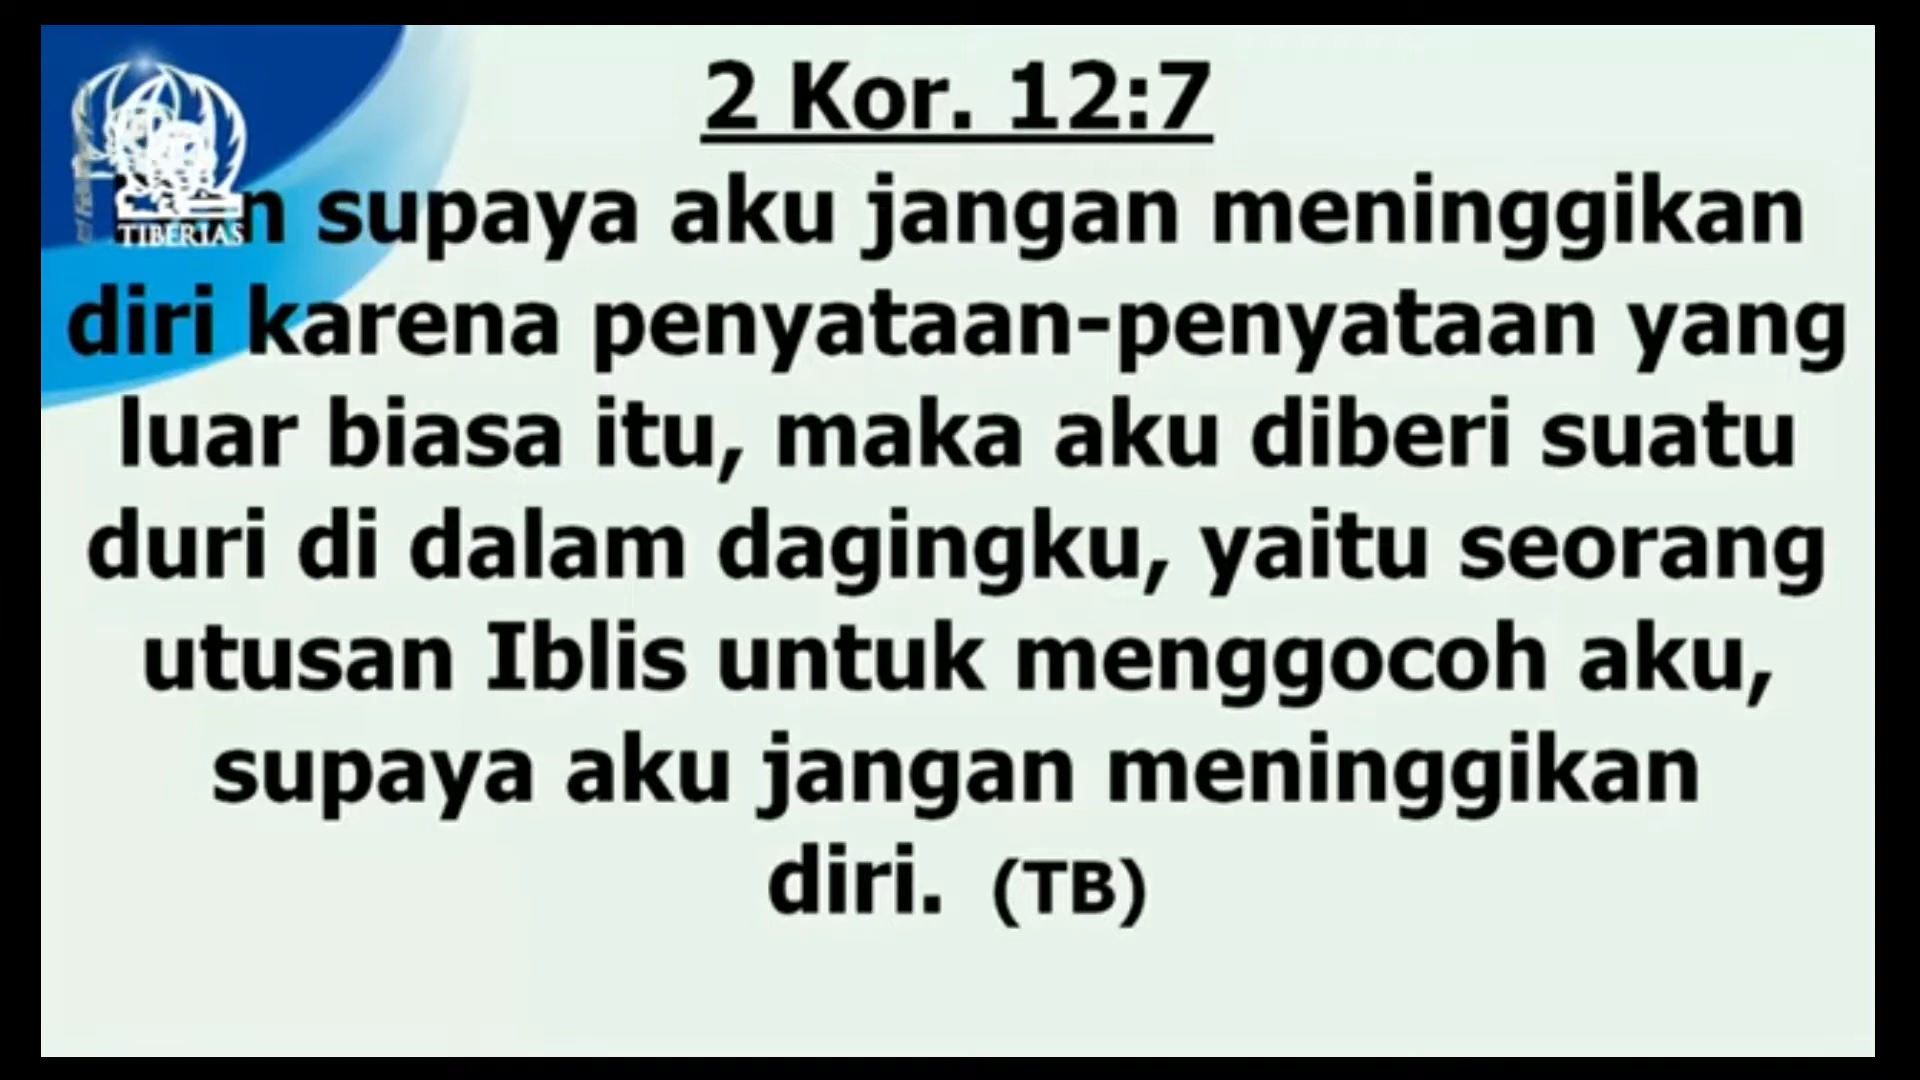 2 Kor. 12:7
TIBERIAS
supaya aku jangan meninggikan
diri karena penyataan-penyataan yang
luar biasa itu, maka aku diberi suatu
duri di dalam dagingku, yaitu seorang
utusan Iblis untuk menggocoh aku,
supaya aku jangan meninggikan
diri. (TB)